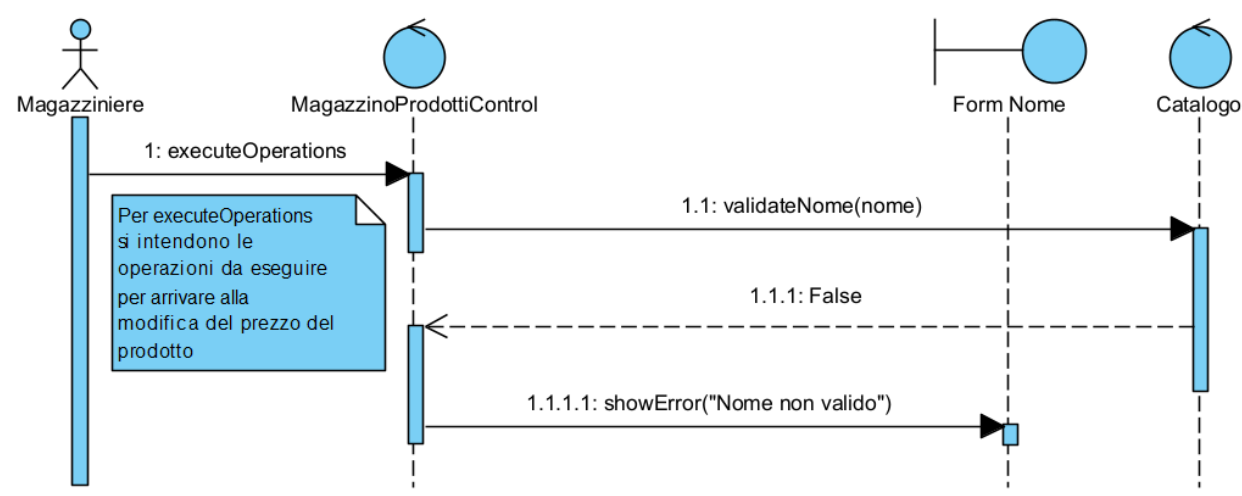 Magazziniere
MagazzinoProdottiControl
Form Nome
Catalogo
1: executeOperations
Per executeOperations
si intendono le
operazioni da eseguire
per arrivare alla
modifica del prezzo del
prodotto
1.1: validateNome(nome)
1.1.1: False
1.1.1.1: showError("Nome non valido")